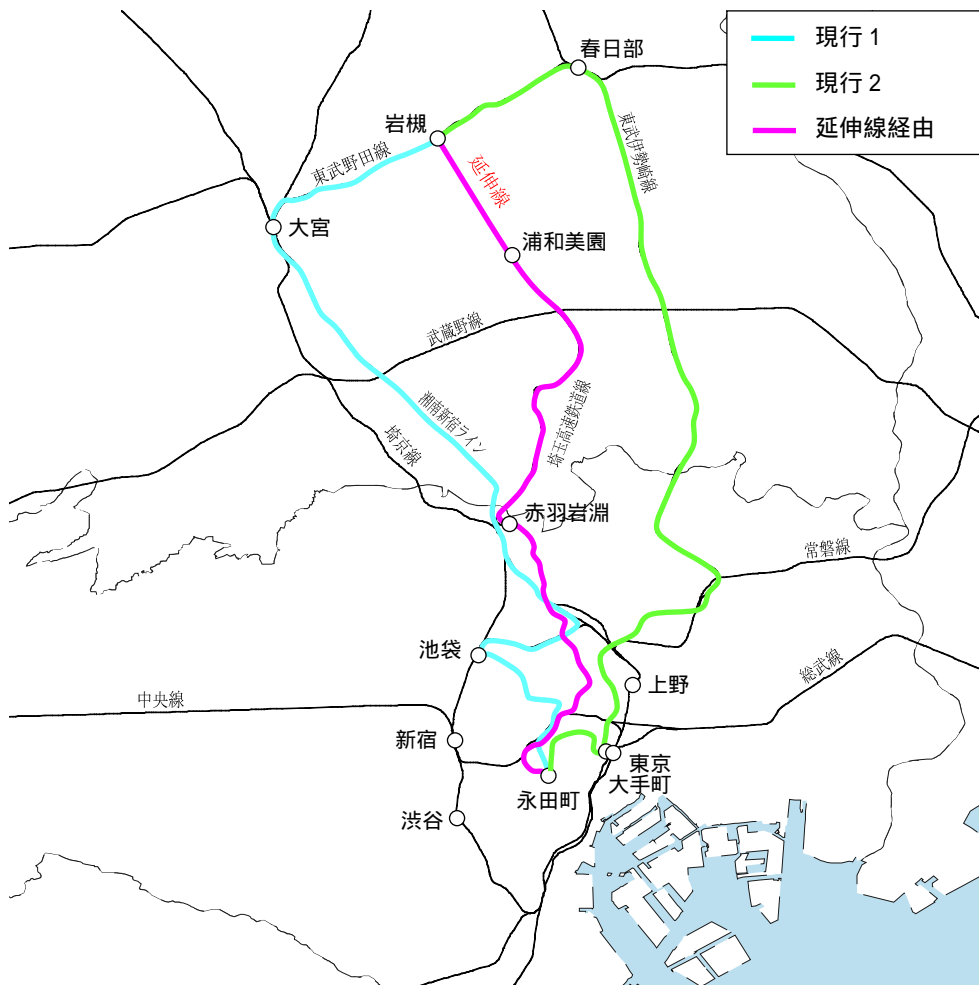 現行1
現行2
延伸線経由
春日部
岩槻
東武伊勢崎線
東武野田線
延伸線
大宮
浦和美園
武蔵野線
湘南新宿ライン
埼玉高速鉄道線
埼京線
赤羽岩淵
常磐線
池袋
総武線
上野
中央線
新宿
東京
大手町
永田町
渋谷